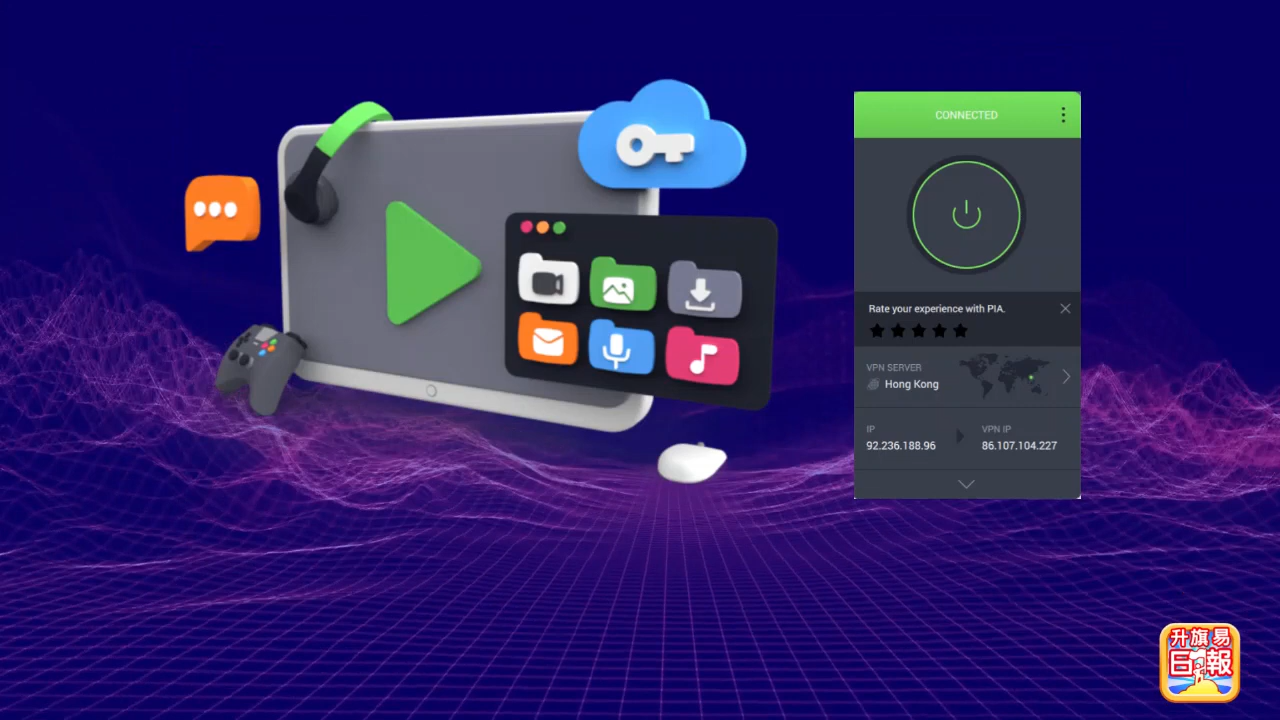 CONNECTED
Rate your experience with PIA.
VPN SERVER
Hong Kong
IP
VPN IP
92.236.188.96
86.107.104.227
升旗易
日報